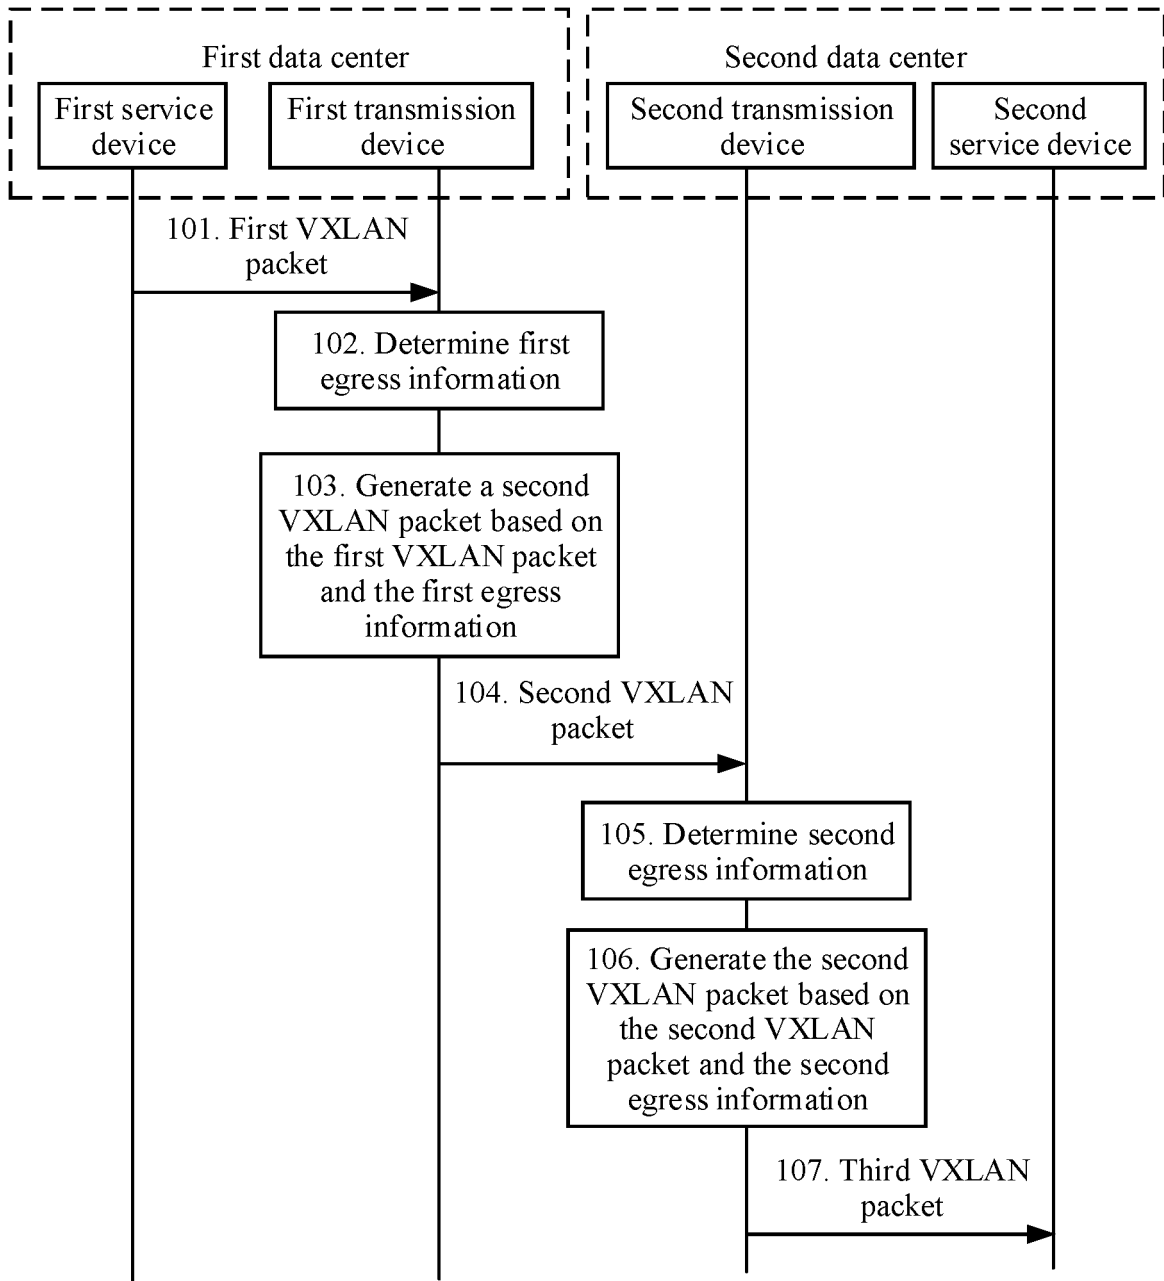 First data center
Second data center
First service
device
First transmission
device
Second transmission
device
Second
service device
101. First VXLAN
packet
102. Determine first
egress information
103. Generate a second
VXLAN packet based on
the first VXLAN packet
and the first egress
information
104. Second VXLAN
packet
105. Determine second
egress information
106. Generate the second
VXLAN packet based on
the second VXLAN
packet and the second
egress information
107. Third VXLAN
packet